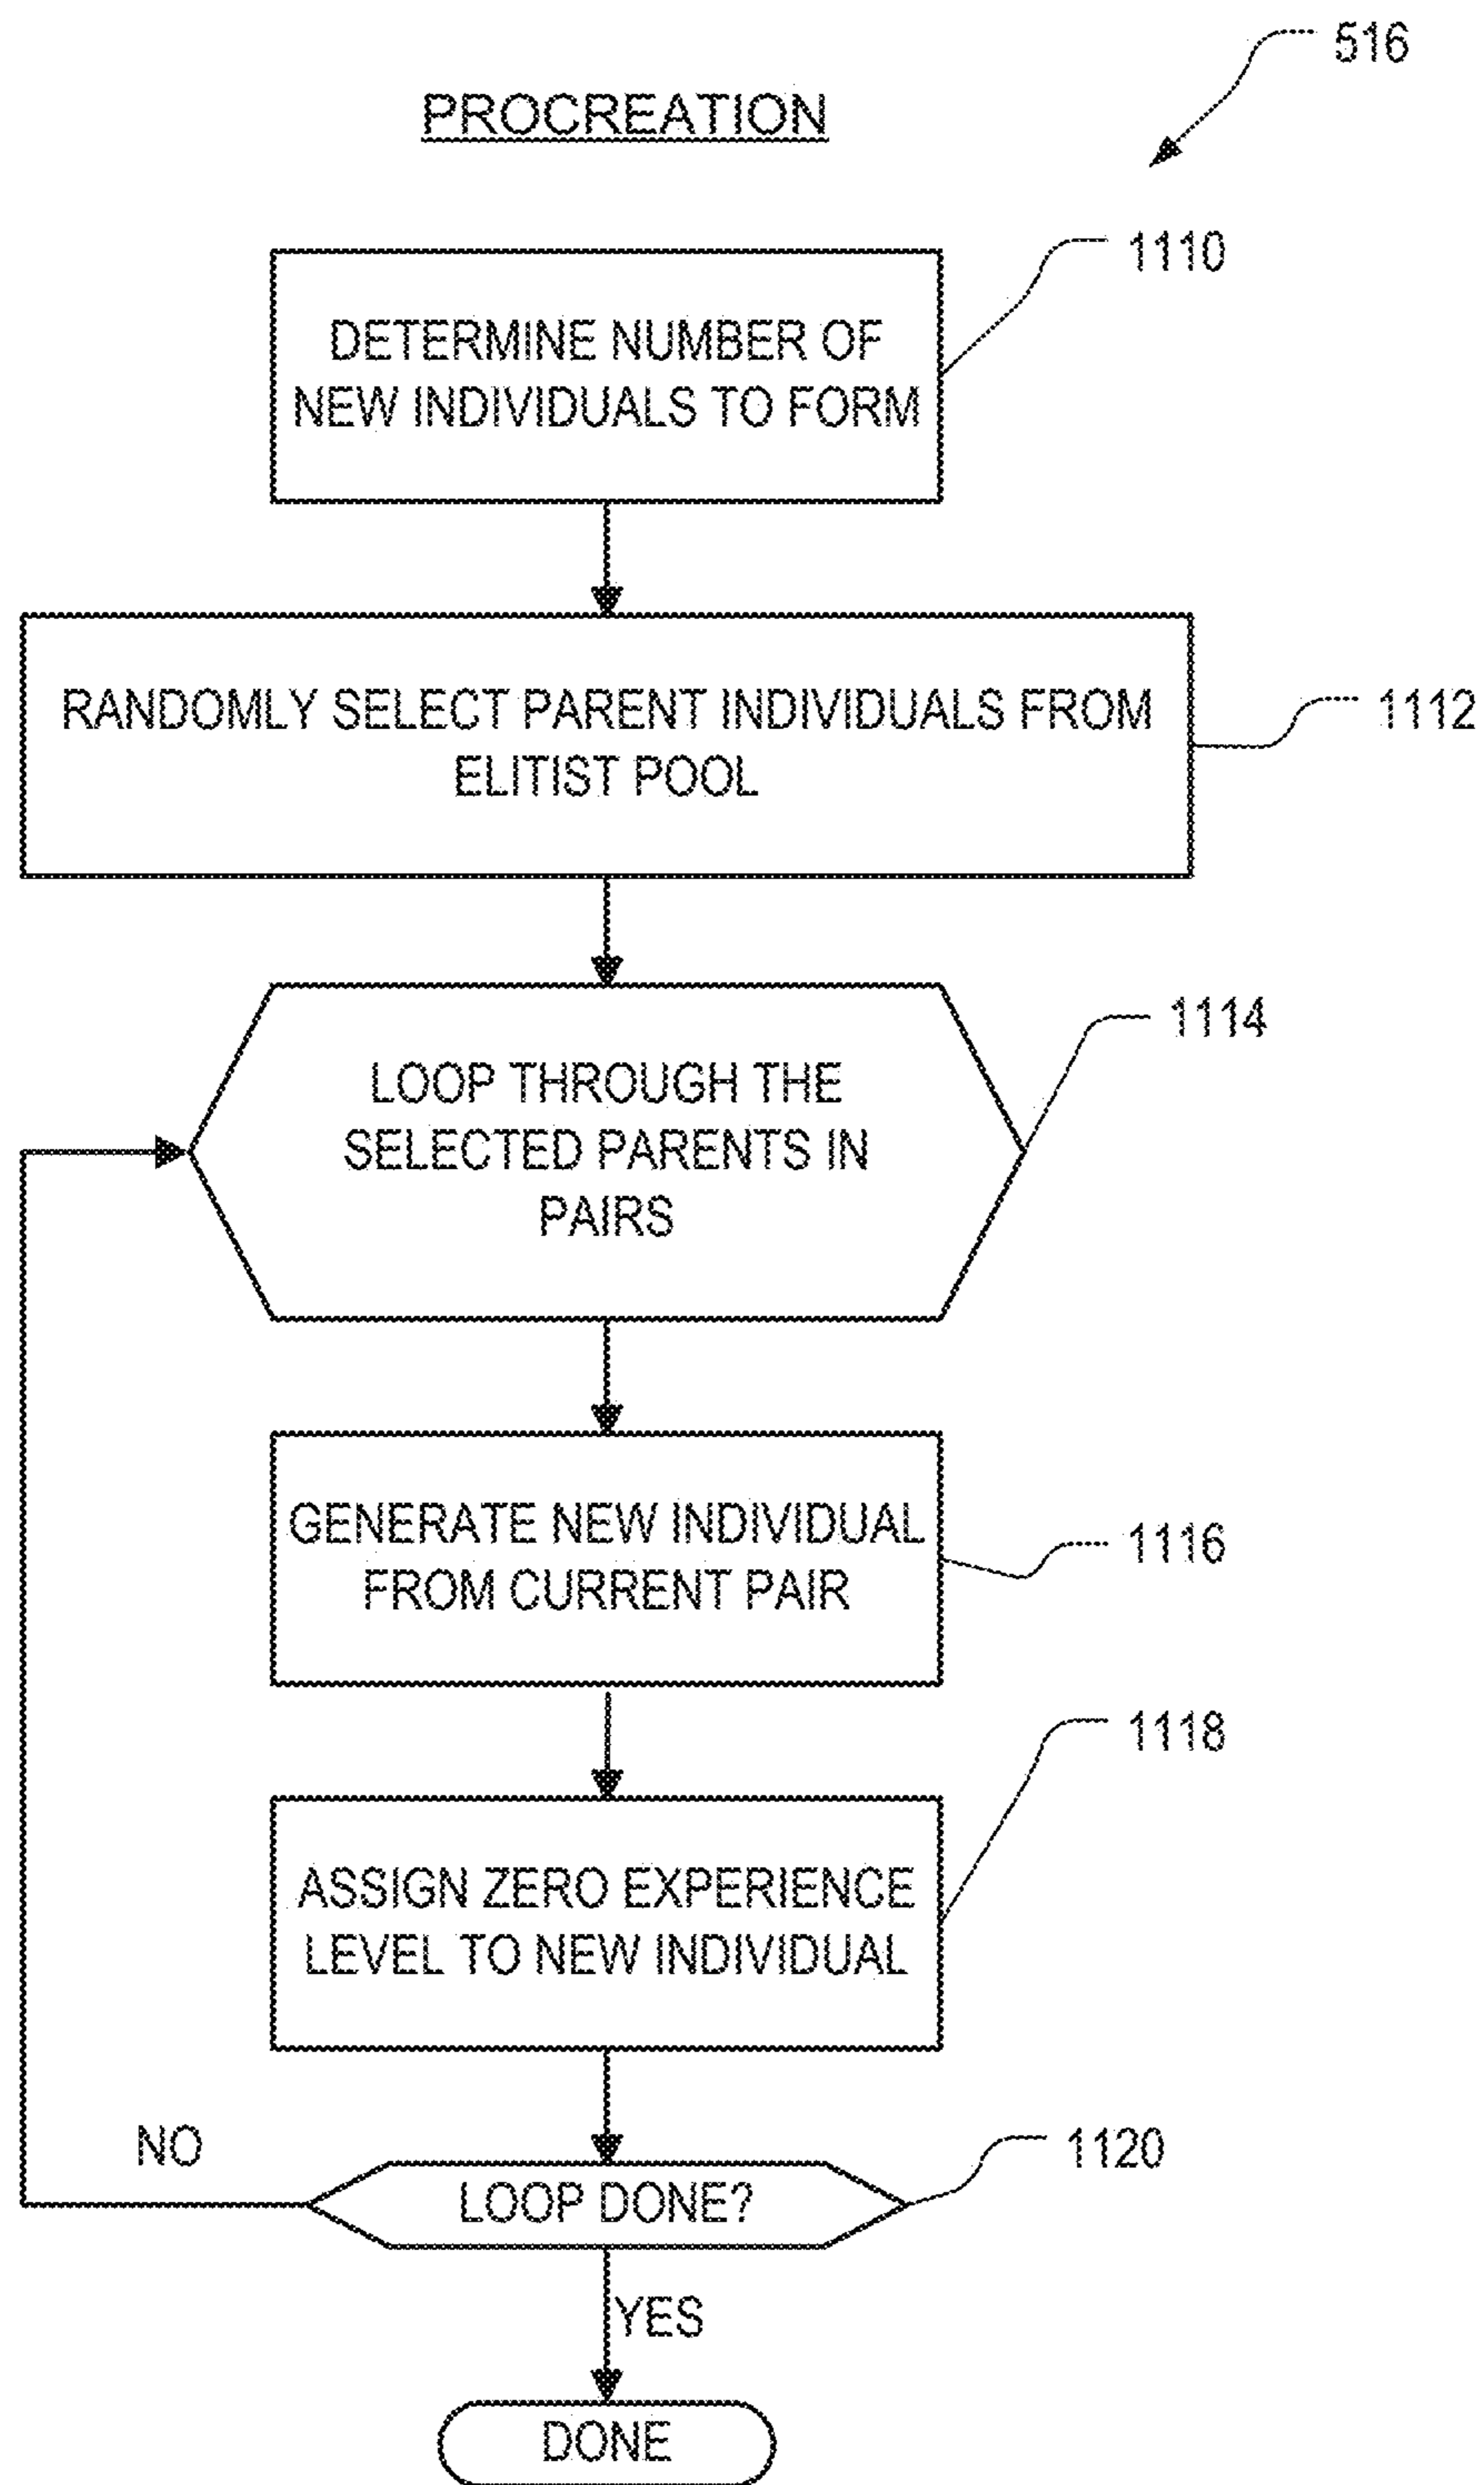 516
PROCREATION
1110
DETERMINE NUMBER OF
NEW INDIVIDUALS TO FORM
RANDOMLY SELECT PARENT INDIVIDUALS FROM
ELITIST POOL
1112
1114
LOOP THROUGH THE
SELECTED PARENTS IN
PAIRS
GENERATE NEW INDIVIDUAL
FROM CURRENT PAIR
1116
1118
ASSIGN ZERO EXPERIENCE
LEVEL TO NEW INDIVIDUAL
NO
1120
LOOP DONE?
YES
DONE